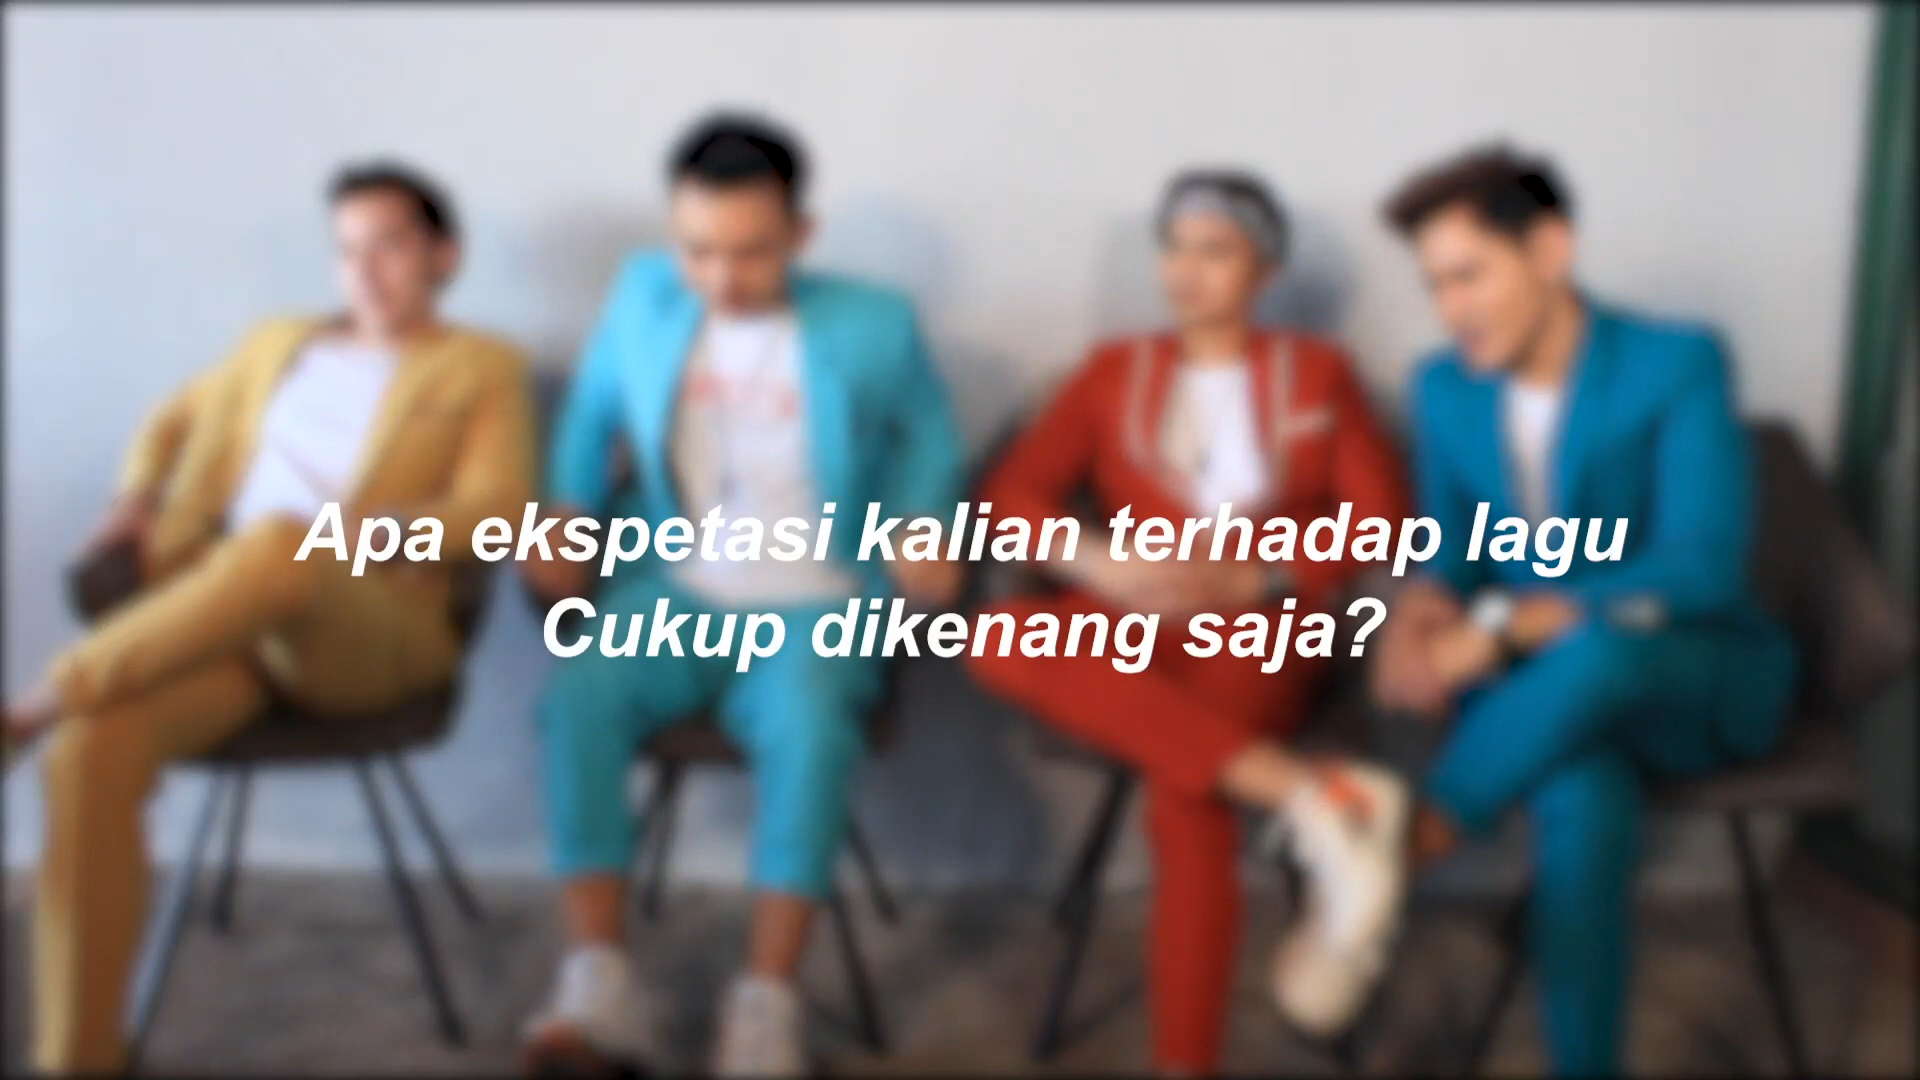 Apa ekspetasi kalian terhadap lagu
Cukup dikenang saja?